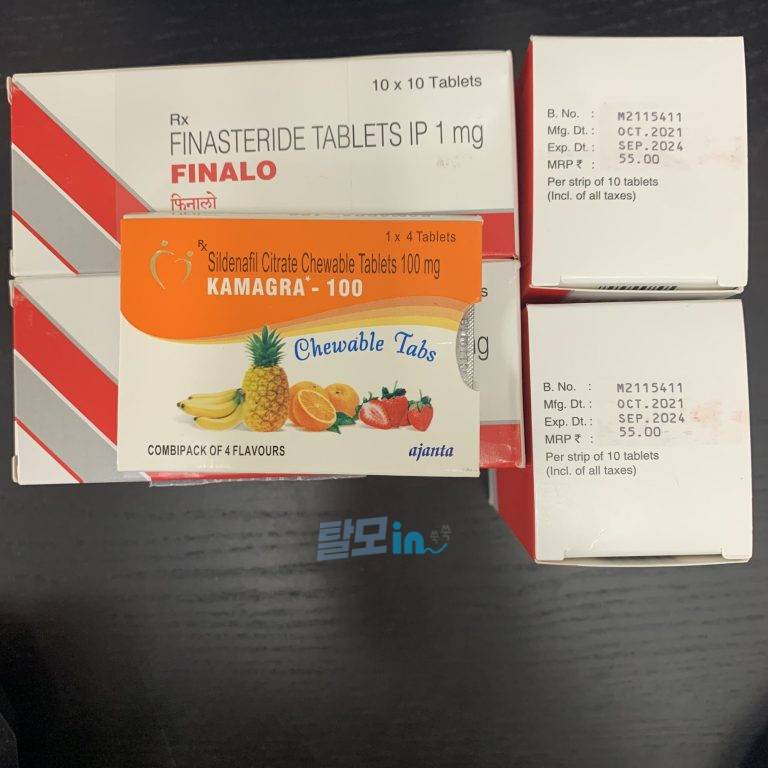 10 x 10 Tablets
Rx
FINASTERIDE TABLETS IP 1 mg
FINALO
फिनालो
1 x 4 Tablets
Rx
Sildenafil Citrate Chewable Tablets 100 mg
KAMAGRA* - 100
Chewable Tabs
COMBIPACK OF 4 FLAVOURS
ajanta
s
mg
B. No. : M2115411
Mfg. Dt. : OCT.2021
Exp. Dt. : SEP.2024
MRP ₹ : 55.00
Per strip of 10 tablets
(Incl. of all taxes)
B. No. : M2115411
Mfg. Dt. : OCT.2021
Exp. Dt. : SEP.2024
MRP ₹ : 55.00
Per strip of 10 tablets
(Incl. of all taxes)
탈모in